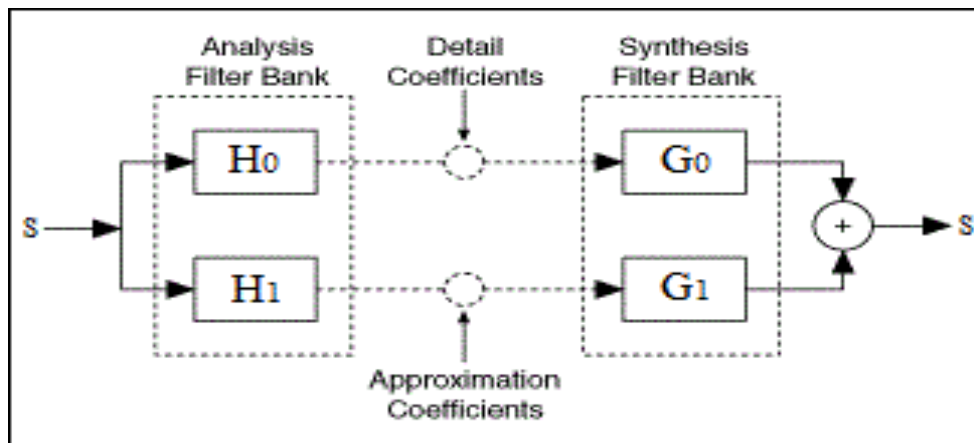 Analysis
Filter Bank
Detail
Coefficients
Synthesis
Filter Bank
H0
G0
S
+
S
H1
G1
Approximation
Coefficients